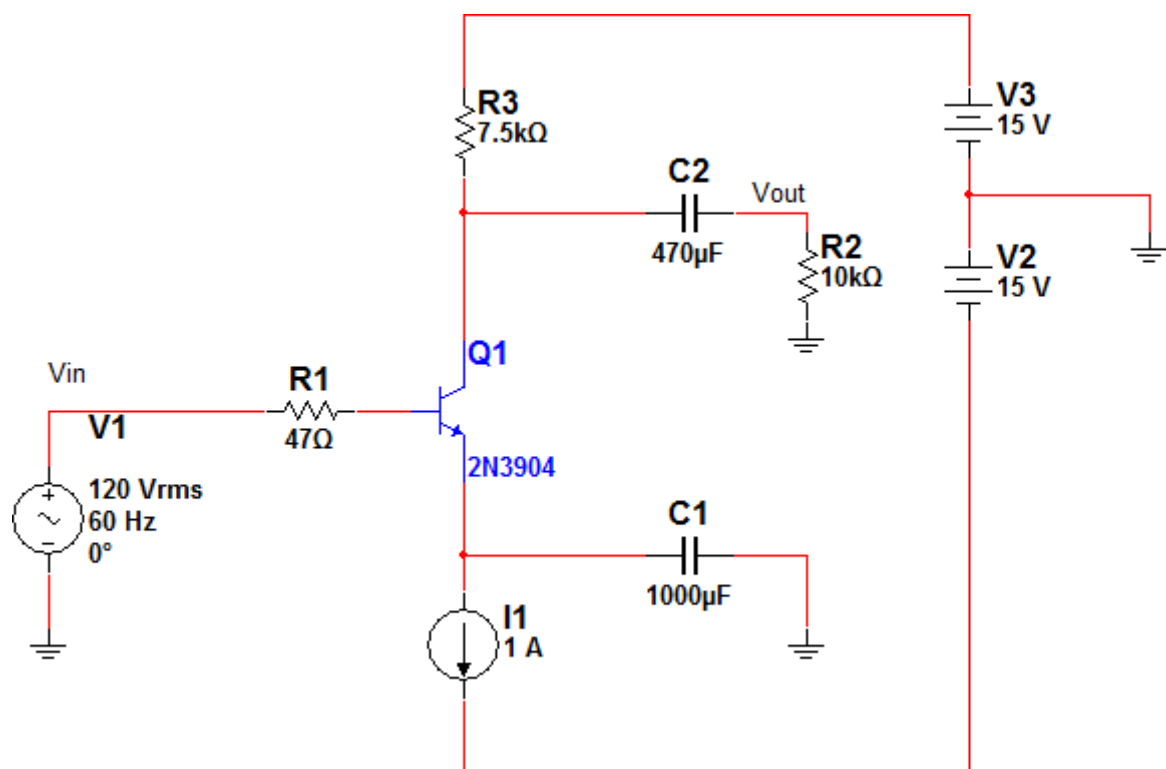 R3
7.5kΩ
V3
15 V
C2
470µF
Vout
R2
10kΩ
V2
15 V
Q1
2N3904
Vin
R1
47Ω
V1
120 Vrms
60 Hz
0°
C1
1000µF
I1
1 A